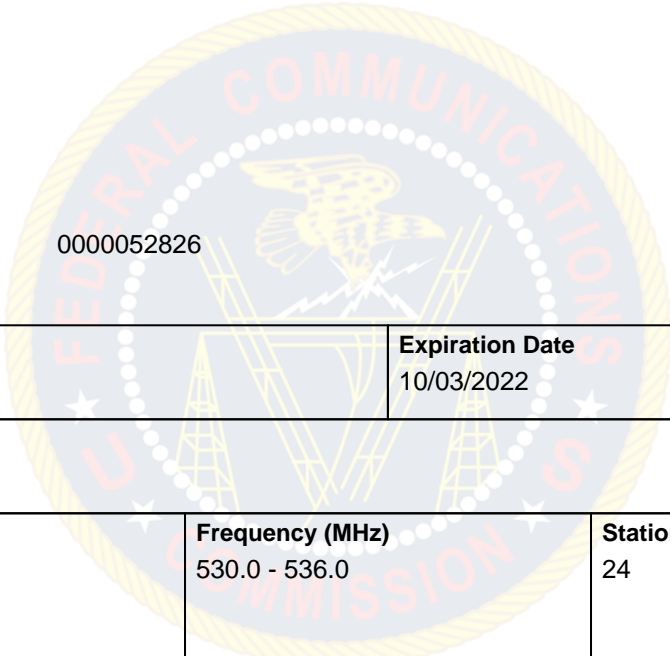 FEDERAL COMMUNICATIONS
COMMISSION
U S
0000052826
Expiration Date
10/03/2022
Frequency (MHz)
530.0 - 536.0
Statio
24